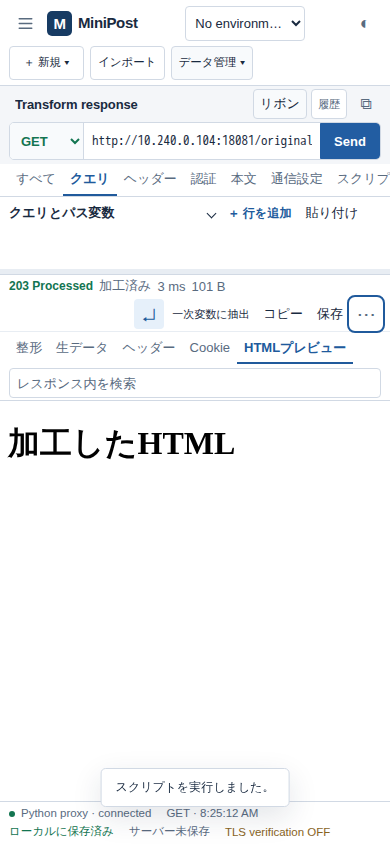 M MiniPost No environm...
＋ 新規 ▾ インポート データ管理 ▾
Transform response リボン 履歴
GET http://10.240.0.104:18081/original Send
すべて クエリ ヘッダー 認証 本文 通信設定 スクリプ
クエリとパス変数 + 行を追加 貼り付け
203 Processed 加工済み 3 ms 101 B
一次変数に抽出 コピー 保存 ...
整形 生データ ヘッダー Cookie HTMLプレビュー
レスポンス内を検索
加工したHTML
スクリプトを実行しました。
Python proxy · connected GET · 8:25:12 AM
ローカルに保存済み サーバー未保存 TLS verification OFF